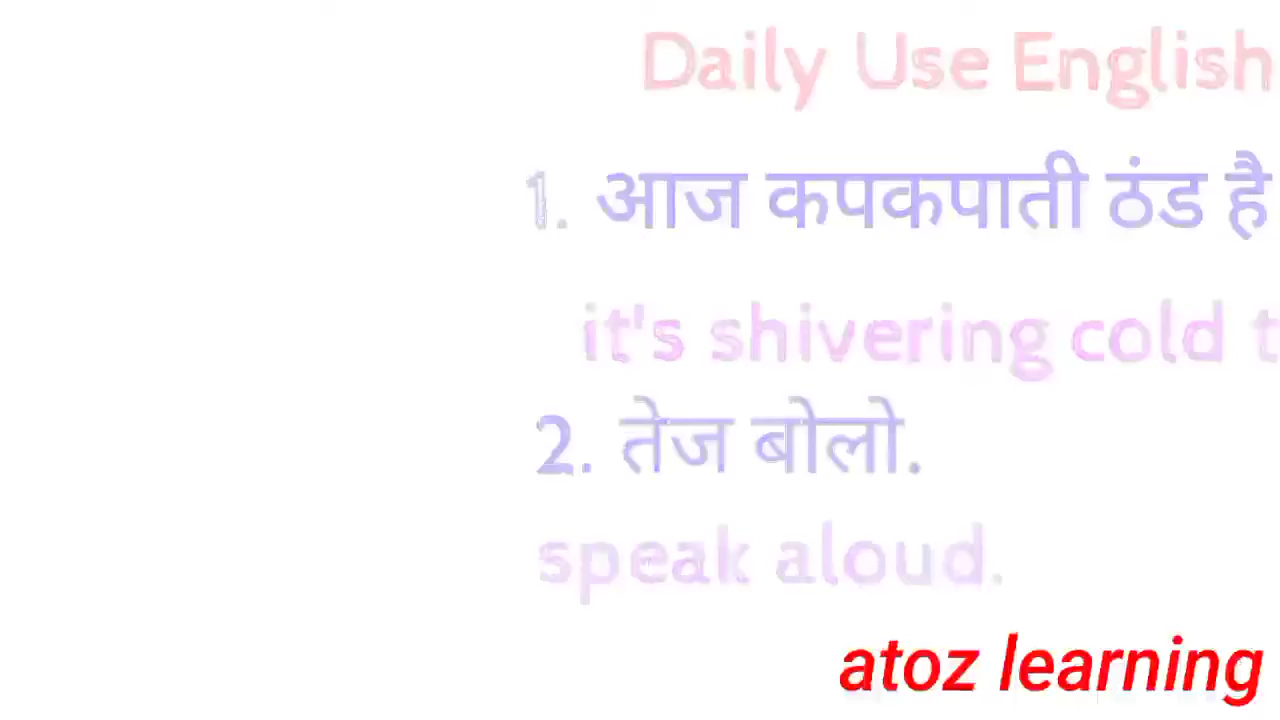 Daily Use English
1. आज कपकपाती ठंड है
it's shivering cold t
2. तेज बोलो.
speak aloud.
atoz learning